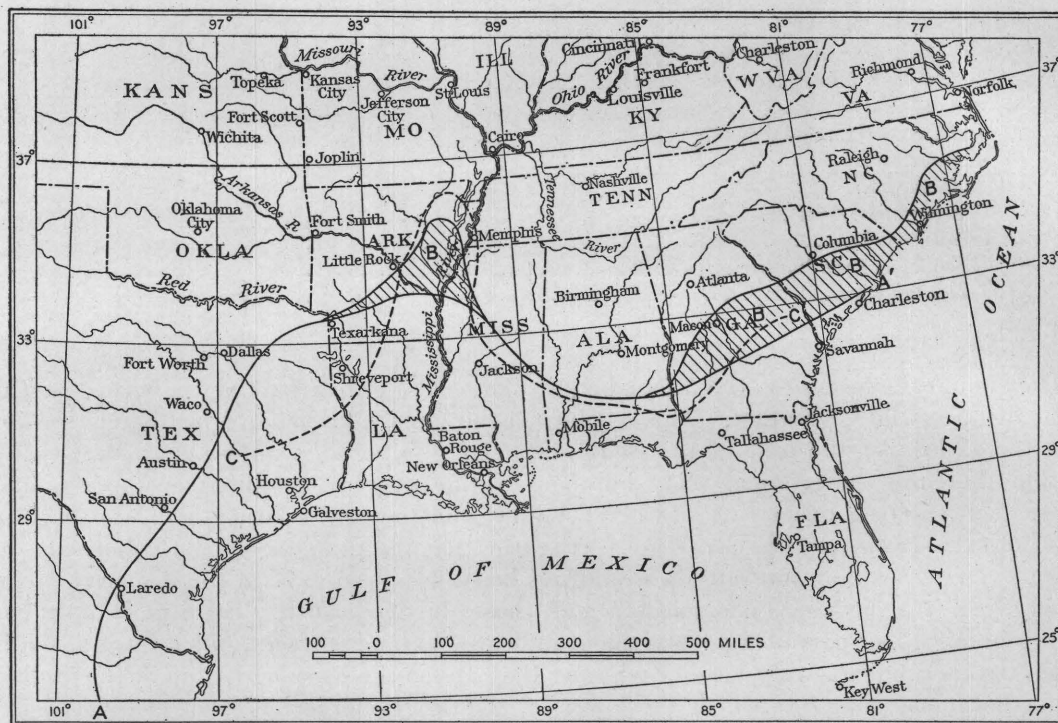 101° 97° 93° 89° 85° 81° 77°
Missouri River
ILL
Cincinnati
Charleston
Richmond
37°
KANS
Topeka
Kansas City
Jefferson City
St Louis
Ohio River
Frankfort
Louisville
W VA
VA
Norfolk
Fort Scott
MO
KY
Wichita
Cairo
37°
Joplin
Nashville
TENN
Tennessee River
Raleigh
N C
B
Arkansas R
Oklahoma City
Fort Smith
Wilmington
OKLA
ARK
B
Memphis
Columbia
S C B
Little Rock
River
A
Red River
Atlanta
Charleston
33°
Birmingham
Texarkana
MISS
Macon
B
GA
C
33°
ALA
Montgomery
Savannah
Dallas
Fort Worth
Mississippi
Jackson
Shreveport
Waco
TEX
LA
Jacksonville
Baton Rouge
Mobile
Tallahassee
C
Austin
New Orleans
29°
Houston
San Antonio
Galveston
29°
FLA
Tampa
Laredo
GULF OF MEXICO
ATLANTIC OCEAN
100 0 100 200 300 400 500 MILES
25°
Key West
101° A 97° 93° 89° 85° 81° 77°